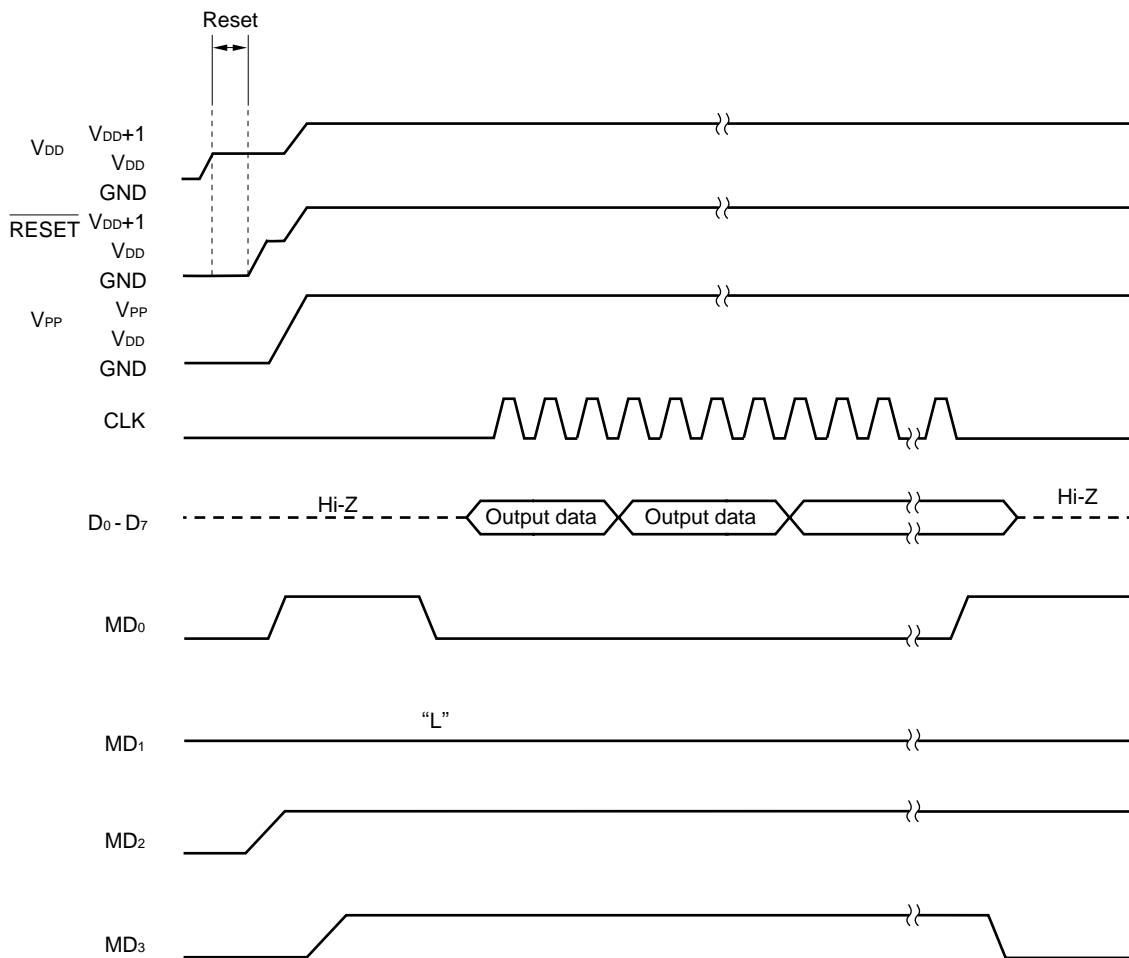 Reset
VDD
VDD+1
VDD
GND
RESET
VDD+1
VDD
GND
VPP
VPP
VDD
GND
CLK
D0 - D7
Hi-Z
Output data
Output data
Hi-Z
MD0
“L”
MD1
MD2
MD3